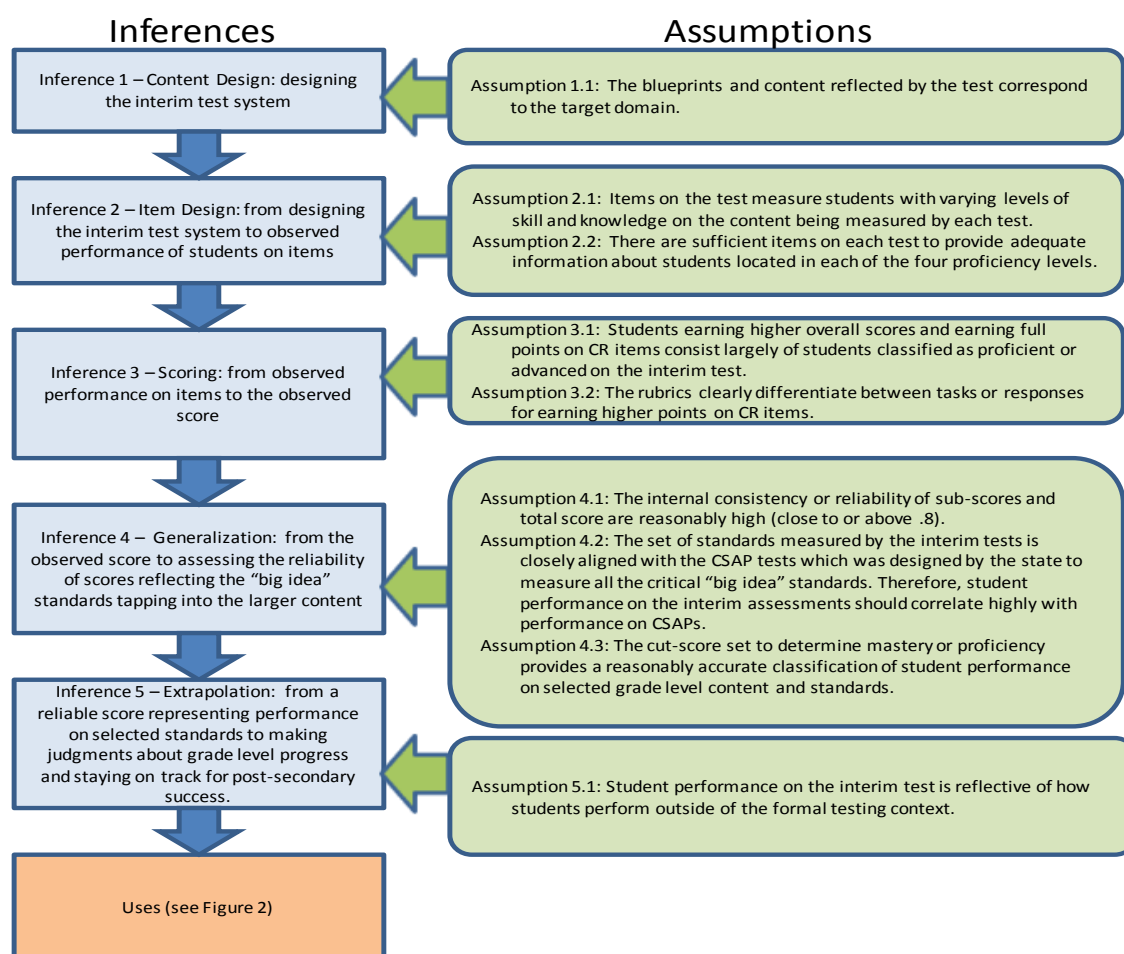 Inferences
Assumptions
Inference 1 – Content Design: designing
the interim test system
Assumption 1.1: The blueprints and content reflected by the test correspond
to the target domain.
Inference 2 – Item Design: from designing
the interim test system to observed
performance of students on items
Assumption 2.1: Items on the test measure students with varying levels of
skill and knowledge on the content being measured by each test.
Assumption 2.2: There are sufficient items on each test to provide adequate
information about students located in each of the four proficiency levels.
Inference 3 – Scoring: from observed
performance on items to the observed
score
Assumption 3.1: Students earning higher overall scores and earning full
points on CR items consist largely of students classified as proficient or
advanced on the interim test.
Assumption 3.2: The rubrics clearly differentiate between tasks or responses
for earning higher points on CR items.
Inference 4 – Generalization: from the
observed score to assessing the reliability
of scores reflecting the “big idea”
standards tapping into the larger content
Assumption 4.1: The internal consistency or reliability of sub-scores and
total score are reasonably high (close to or above .8).
Assumption 4.2: The set of standards measured by the interim tests is
closely aligned with the CSAP tests which was designed by the state to
measure all the critical “big idea” standards. Therefore, student
performance on the interim assessments should correlate highly with
performance on CSAPs.
Assumption 4.3: The cut-score set to determine mastery or proficiency
provides a reasonably accurate classification of student performance
on selected grade level content and standards.
Inference 5 – Extrapolation: from a
reliable score representing performance
on selected standards to making
judgments about grade level progress
and staying on track for post-secondary
success.
Assumption 5.1: Student performance on the interim test is reflective of how
students perform outside of the formal testing context.
Uses (see Figure 2)